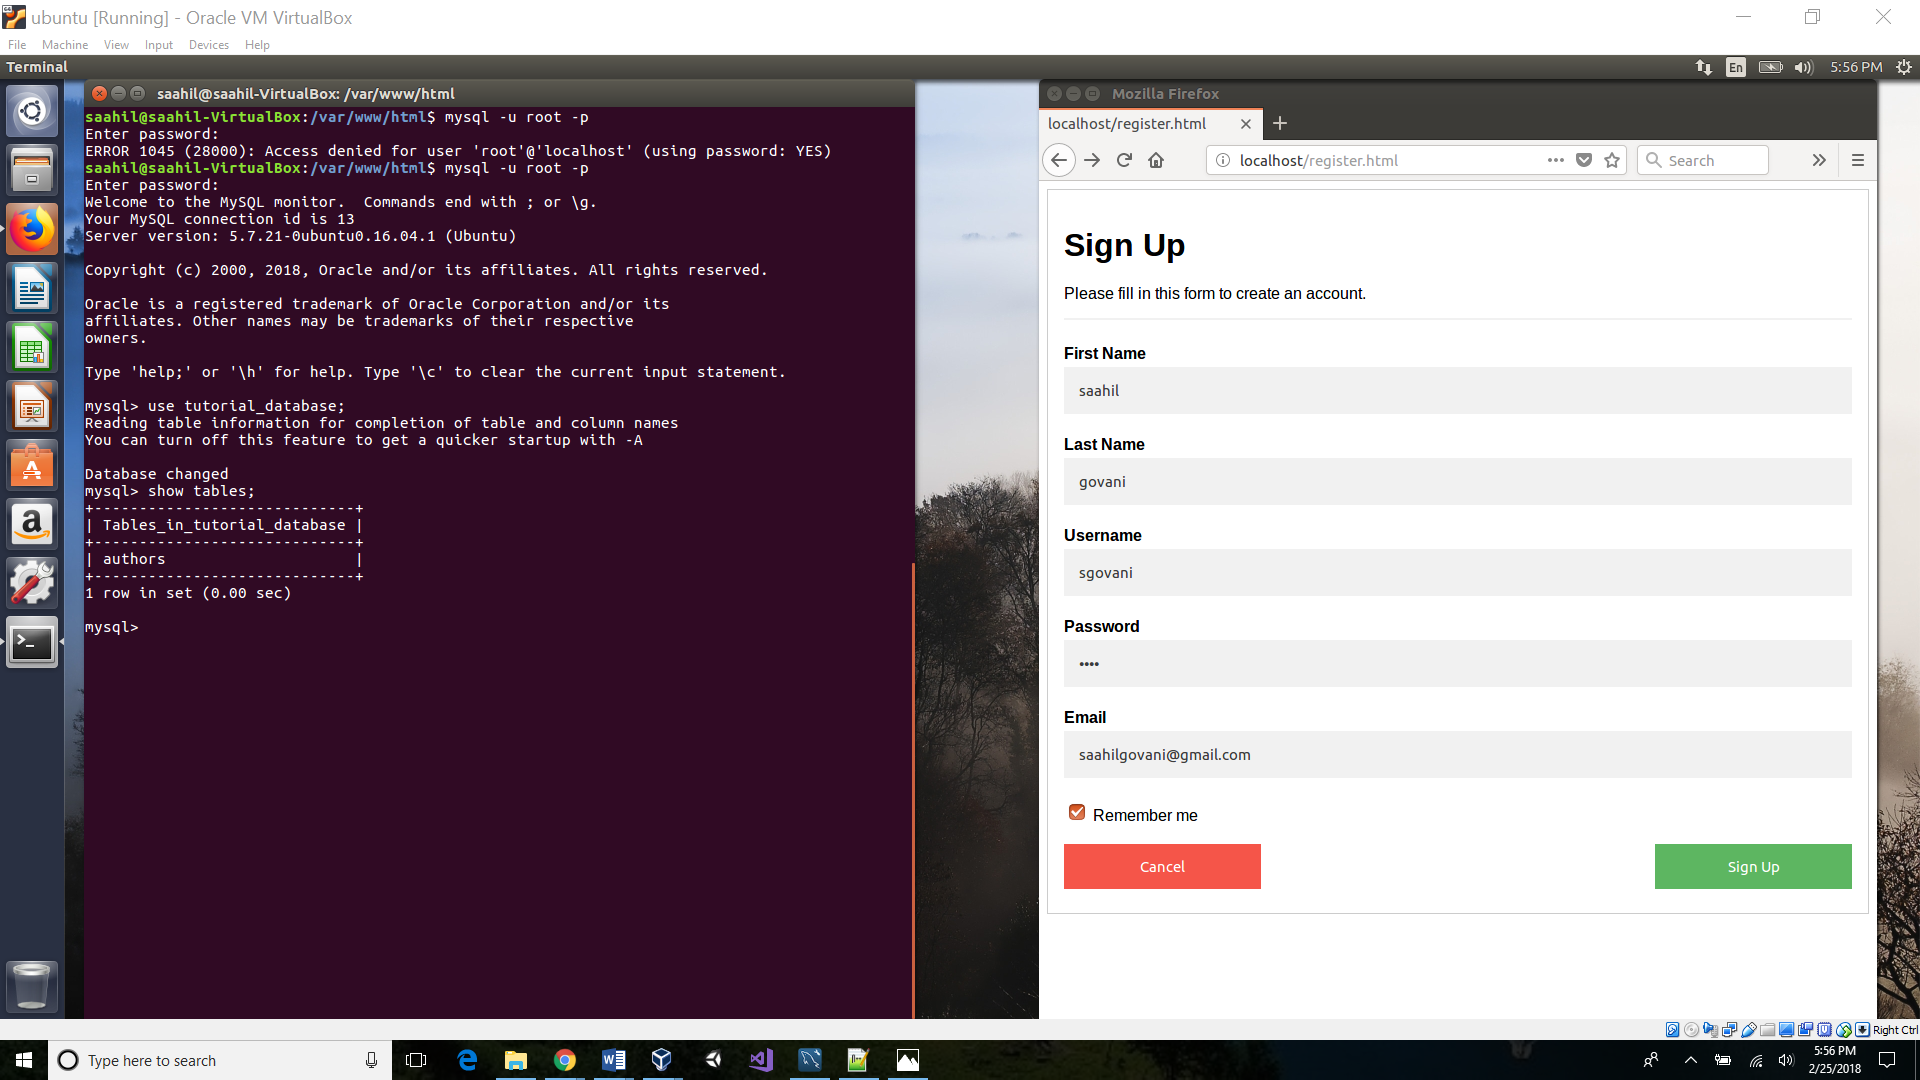 ubuntu [Running] - Oracle VM VirtualBox
File Machine View Input Devices Help
Terminal
En
5:56 PM
saahil@saahil-VirtualBox: /var/www/html
saahil@saahil-VirtualBox:/var/www/html$ mysql -u root -p
Enter password:
ERROR 1045 (28000): Access denied for user 'root'@'localhost' (using password: YES)
saahil@saahil-VirtualBox:/var/www/html$ mysql -u root -p
Enter password:
Welcome to the MySQL monitor.  Commands end with ; or \g.
Your MySQL connection id is 13
Server version: 5.7.21-0ubuntu0.16.04.1 (Ubuntu)
Copyright (c) 2000, 2018, Oracle and/or its affiliates. All rights reserved.
Oracle is a registered trademark of Oracle Corporation and/or its
affiliates. Other names may be trademarks of their respective
owners.
Type 'help;' or '\h' for help. Type '\c' to clear the current input statement.
mysql> use tutorial_database;
Reading table information for completion of table and column names
You can turn off this feature to get a quicker startup with -A
Database changed
mysql> show tables;
+-----------------------------+
| Tables_in_tutorial_database |
+-----------------------------+
| authors                     |
+-----------------------------+
1 row in set (0.00 sec)
mysql>
Mozilla Firefox
localhost/register.html
localhost/register.html
Search
Sign Up
Please fill in this form to create an account.
First Name
saahil
Last Name
govani
Username
sgovani
Password
••••
Email
saahilgovani@gmail.com
Remember me
Cancel
Sign Up
Right Ctrl
Type here to search
5:56 PM
2/25/2018